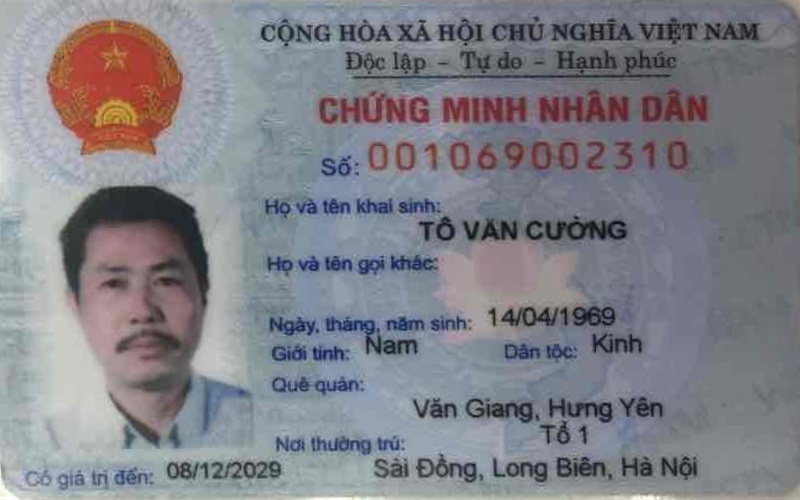 CỘNG HÒA XÃ HỘI CHỦ NGHĨA VIỆT NAM
Độc lập – Tự do – Hạnh phúc
CHỨNG MINH NHÂN DÂN
Số: 001069002310
Họ và tên khai sinh:
TÔ VĂN CƯỜNG
Họ và tên gọi khác:
Ngày, tháng, năm sinh: 14/04/1969
Giới tính: Nam Dân tộc: Kinh
Quê quán:
Văn Giang, Hưng Yên
Nơi thường trú: Tổ 1
Sài Đồng, Long Biên, Hà Nội
Có giá trị đến: 08/12/2029